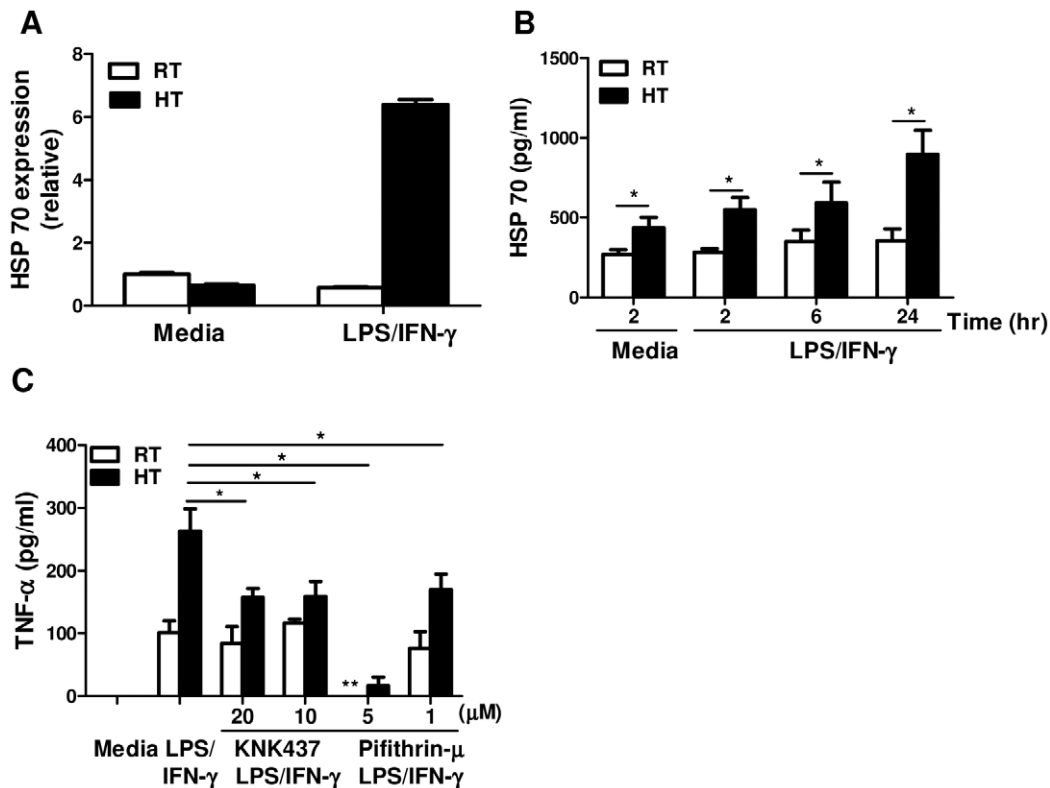 A
HSP 70 expression
(relative)
8
6
4
2
0
RT
HT
Media
LPS/IFN-γ
B
HSP 70 (pg/ml)
1500
1000
500
0
RT
HT
*
*
*
*
2
2
6
24
Time (hr)
Media
LPS/IFN-γ
C
TNF-α (pg/ml)
400
300
200
100
0
RT
HT
*
*
*
*
**
20
10
5
1
(μM)
Media
LPS/
IFN-γ
KNK437
LPS/IFN-γ
Pifithrin-μ
LPS/IFN-γ